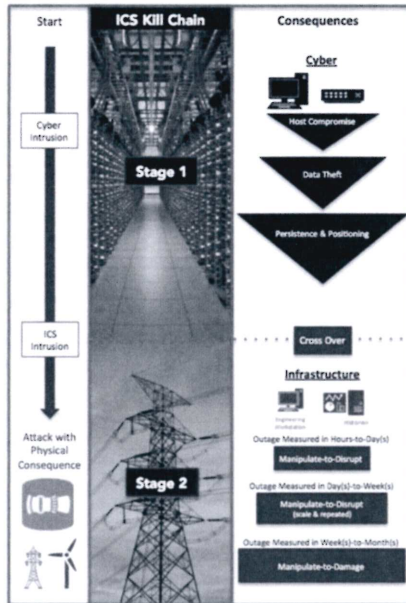 Start
ICS Kill Chain
Consequences
Cyber
Host Compromise
Cyber
Intrusion
Stage 1
Data Theft
Persistence & Positioning
ICS
Intrusion
Cross Over
Infrastructure
Engineering
Workstation
Attack with
Physical
Consequence
Outage Measured in Hours-to-Day(s)
Manipulate-to-Disrupt
Stage 2
Outage Measured in Day(s)-to-Week(s)
Manipulate-to-Disrupt
(scale & repeated)
Outage Measured in Week(s)-to-Month(s)
Manipulate-to-Damage